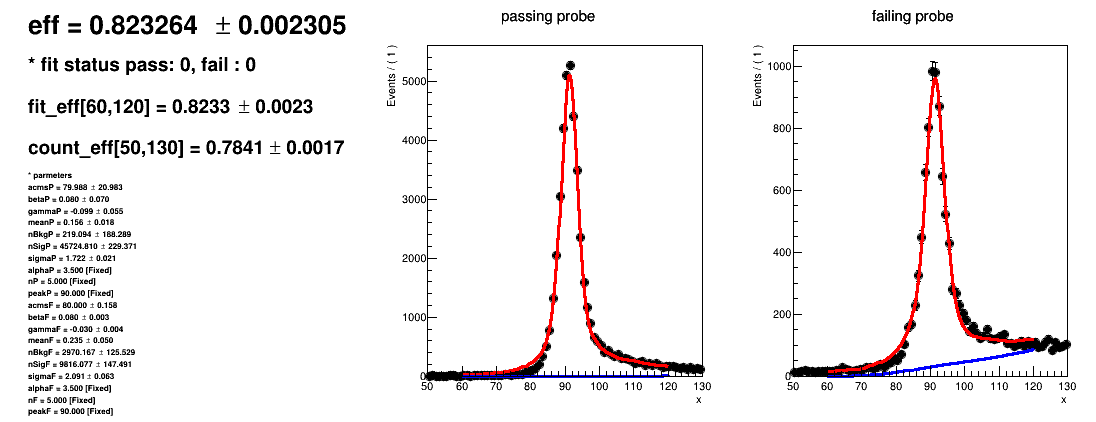 eff = 0.823264 ± 0.002305
* fit status pass: 0, fail : 0
fit_eff[60,120] = 0.8233 ± 0.0023
count_eff[50,130] = 0.7841 ± 0.0017
* parmeters
acmsP = 79.988 ± 20.983
betaP = 0.080 ± 0.070
gammaP = -0.099 ± 0.055
meanP = 0.156 ± 0.018
nBkgP = 219.094 ± 188.289
nSigP = 45724.810 ± 229.371
sigmaP = 1.722 ± 0.021
alphaP = 3.500 [Fixed]
nP = 5.000 [Fixed]
peakP = 90.000 [Fixed]
acmsF = 80.000 ± 0.158
betaF = 0.080 ± 0.003
gammaF = -0.030 ± 0.004
meanF = 0.235 ± 0.050
nBkgF = 2970.167 ± 125.529
nSigF = 9816.077 ± 147.491
sigmaF = 2.091 ± 0.063
alphaF = 3.500 [Fixed]
nF = 5.000 [Fixed]
peakF = 90.000 [Fixed]
passing probe
Events / ( 1 )
5000
4000
3000
2000
1000
0
50 60 70 80 90 100 110 120 130
x
failing probe
Events / ( 1 )
1000
800
600
400
200
0
50 60 70 80 90 100 110 120 130
x